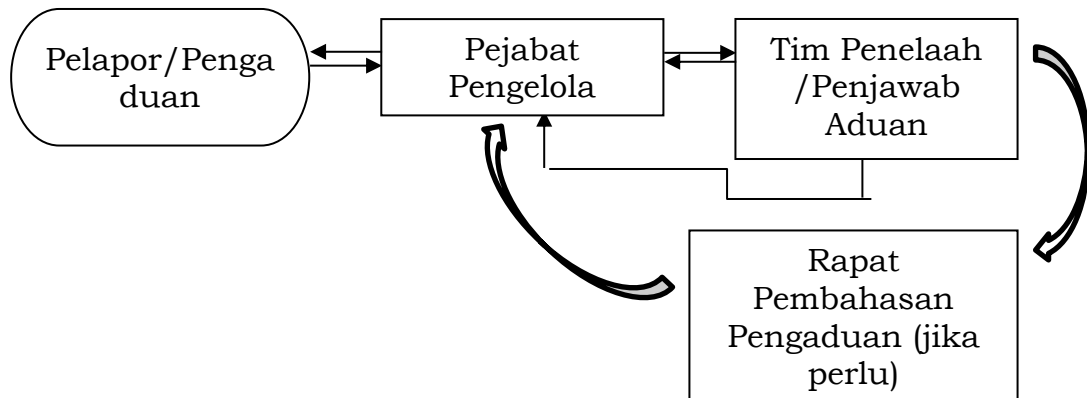 Pelapor/Penga
duan
Pejabat
Pengelola
Tim Penelaah
/Penjawab
Aduan
Rapat
Pembahasan
Pengaduan (jika
perlu)